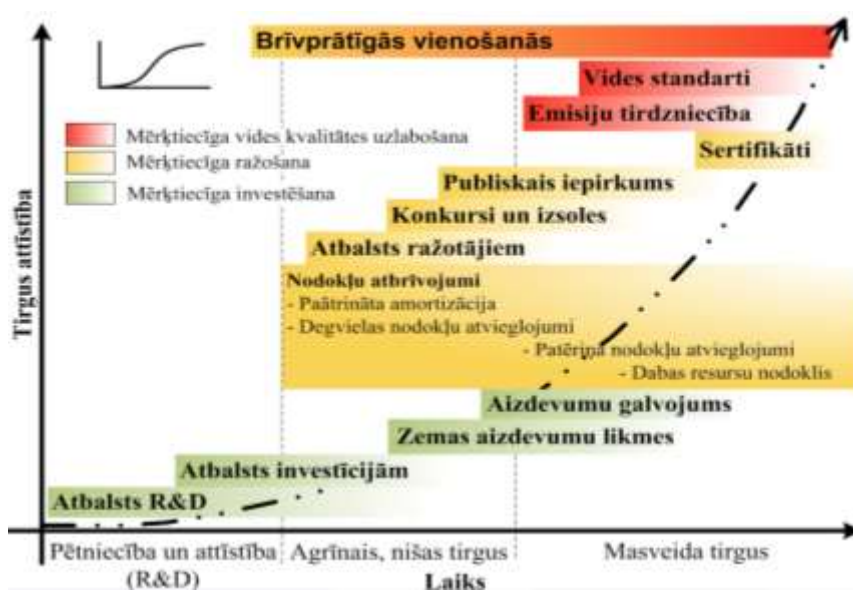 Brīvprātīgās vienošanās
Vides standarti
Emisiju tirdzniecība
Sertifikāti
Mērķtiecīga vides kvalitātes uzlabošana
Mērķtiecīga ražošana
Mērķtiecīga investēšana
Publiskais iepirkums
Konkursi un izsoles
Atbalsts ražotājiem
Nodokļu atbrīvojumi
- Paātrināta amortizācija
- Degvielas nodokļu atvieglojumi
- Patēriņa nodokļu atvieglojumi
- Dabas resursu nodoklis
Aizdevumu galvojums
Zemas aizdevumu likmes
Atbalsts investīcijām
Atbalsts R&D
Tirgus attīstība
Pētniecība un attīstība
(R&D)
Agrīnais, nišas tirgus
Masveida tirgus
Laiks